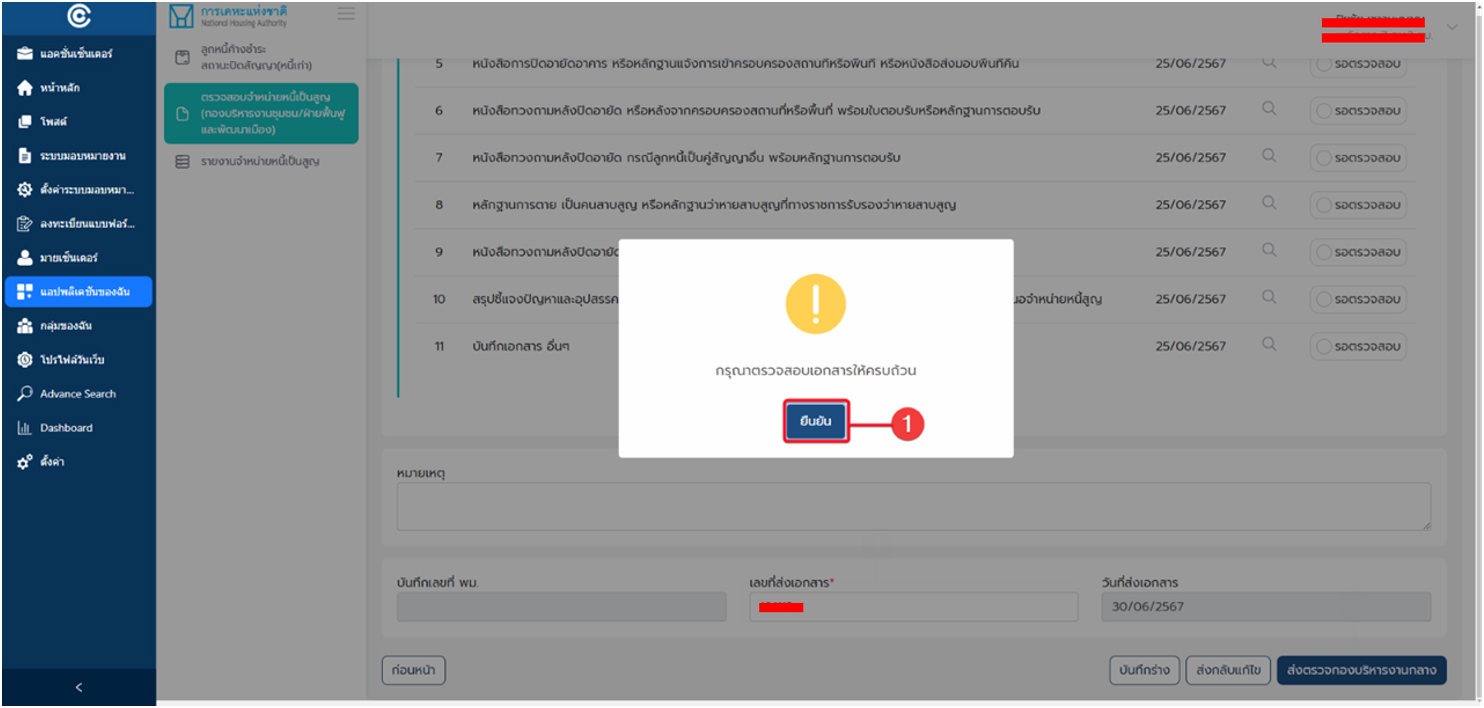 แอคชั่นเซ็นเตอร์
หน้าหลัก
โพสต์
ระบบมอบหมายงาน
ตั้งค่าระบบมอบหมา...
ลงทะเบียนแบบฟอร์...
มายเซ็นเตอร์
แอปพลิเคชันของฉัน
กลุ่มของฉัน
โปรไฟล์วันเว็บ
Advance Search
Dashboard
ตั้งค่า
<
การเคหะแห่งชาติ
National Housing Authority
ลูกหนี้ค้างชำระ
สถานะปิดสัญญา(หนี้เก่า)
ตรวจสอบจำหน่ายหนี้เป็นสูญ
(กองบริหารงานชุมชน/ฝ่ายฟื้นฟู
และพัฒนาเมือง)
รายงานจำหน่ายหนี้เป็นสูญ
5 หนังสือการปิดอายัดอาคาร หรือหลักฐานแจ้งการเข้าครอบครองสถานที่หรือพื้นที่ หรือหนังสือส่งมอบพื้นที่คืน 25/06/2567 รอตรวจสอบ
6 หนังสือทวงถามหลังปิดอายัด หรือหลังจากครอบครองสถานที่หรือพื้นที่ พร้อมใบตอบรับหรือหลักฐานการตอบรับ 25/06/2567 รอตรวจสอบ
7 หนังสือทวงถามหลังปิดอายัด กรณีลูกหนี้เป็นคู่สัญญาอื่น พร้อมหลักฐานการตอบรับ 25/06/2567 รอตรวจสอบ
8 หลักฐานการตาย เป็นคนสาบสูญ หรือหลักฐานว่าหายสาบสูญที่ทางราชการรับรองว่าหายสาบสูญ 25/06/2567 รอตรวจสอบ
9 หนังสือทวงถามหลังปิดอายัด 25/06/2567 รอตรวจสอบ
10 สรุปชี้แจงปัญหาและอุปสรรค นอจำหน่ายหนี้สูญ 25/06/2567 รอตรวจสอบ
11 บันทึกเอกสาร อื่นๆ 25/06/2567 รอตรวจสอบ
กรุณาตรวจสอบเอกสารให้ครบถ้วน
ยืนยัน 1
หมายเหตุ
บันทึกเลขที่ พม. เลขที่ส่งเอกสาร* วันที่ส่งเอกสาร
30/06/2567
ก่อนหน้า บันทึกร่าง ส่งกลับแก้ไข ส่งตรวจกองบริหารงานกลาง